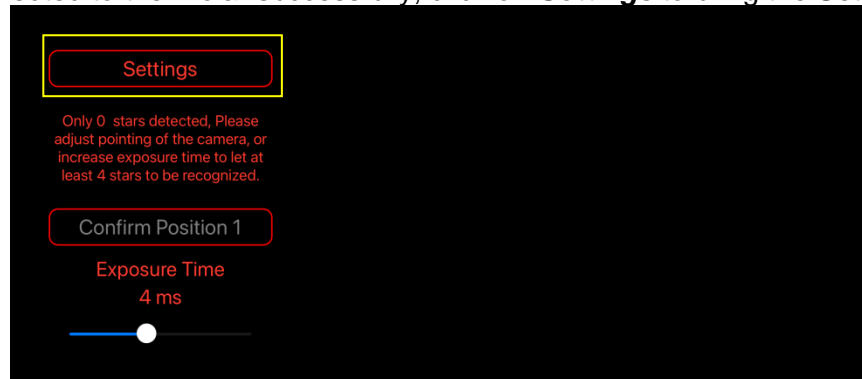 Settings
Only 0 stars detected, Please
adjust pointing of the camera, or
increase exposure time to let at
least 4 stars to be recognized.
Confirm Position 1
Exposure Time
4 ms